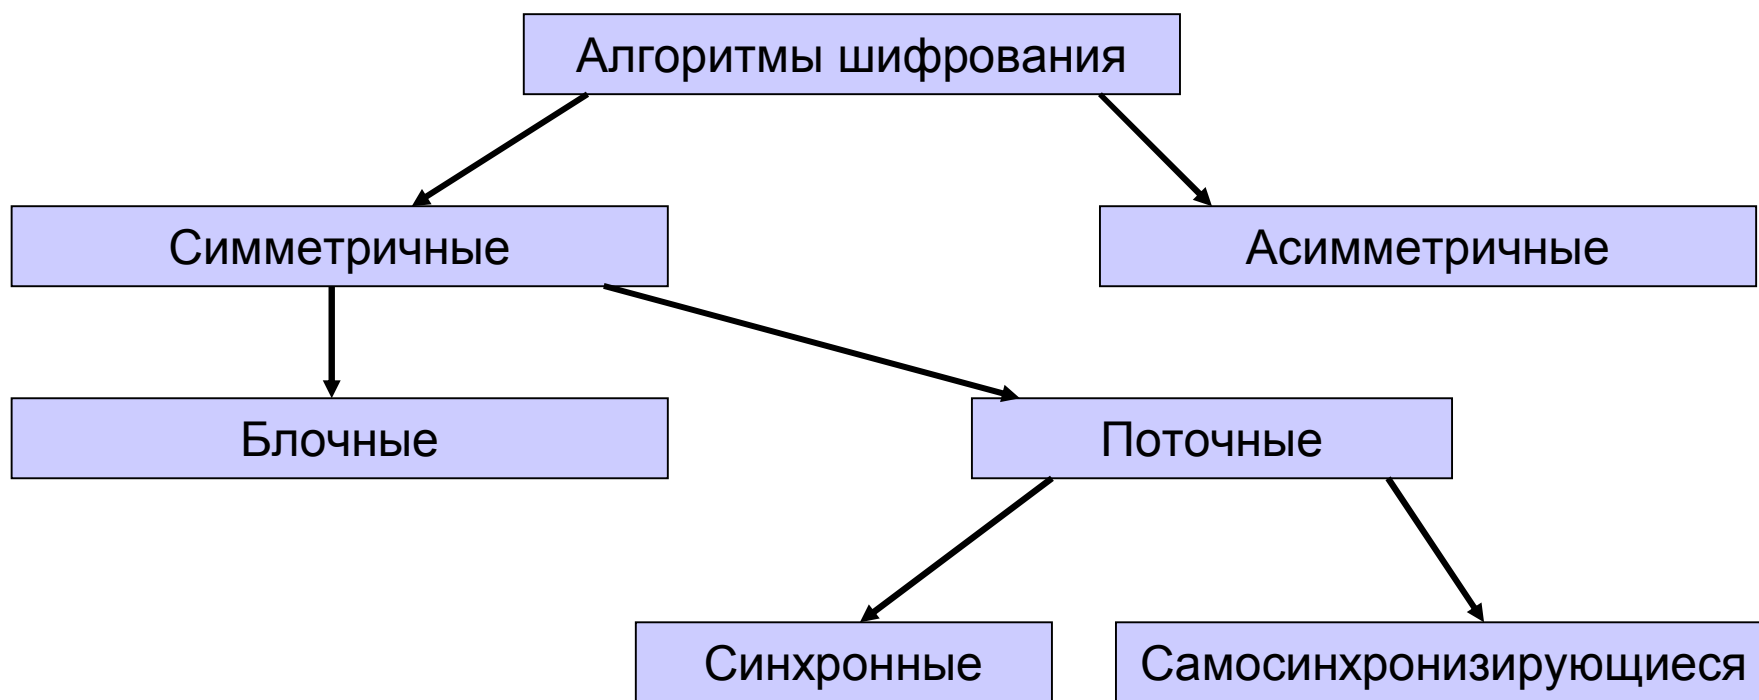 Алгоритмы шифрования
Симметричные
Асимметричные
Блочные
Поточные
Синхронные
Самосинхронизирующиеся